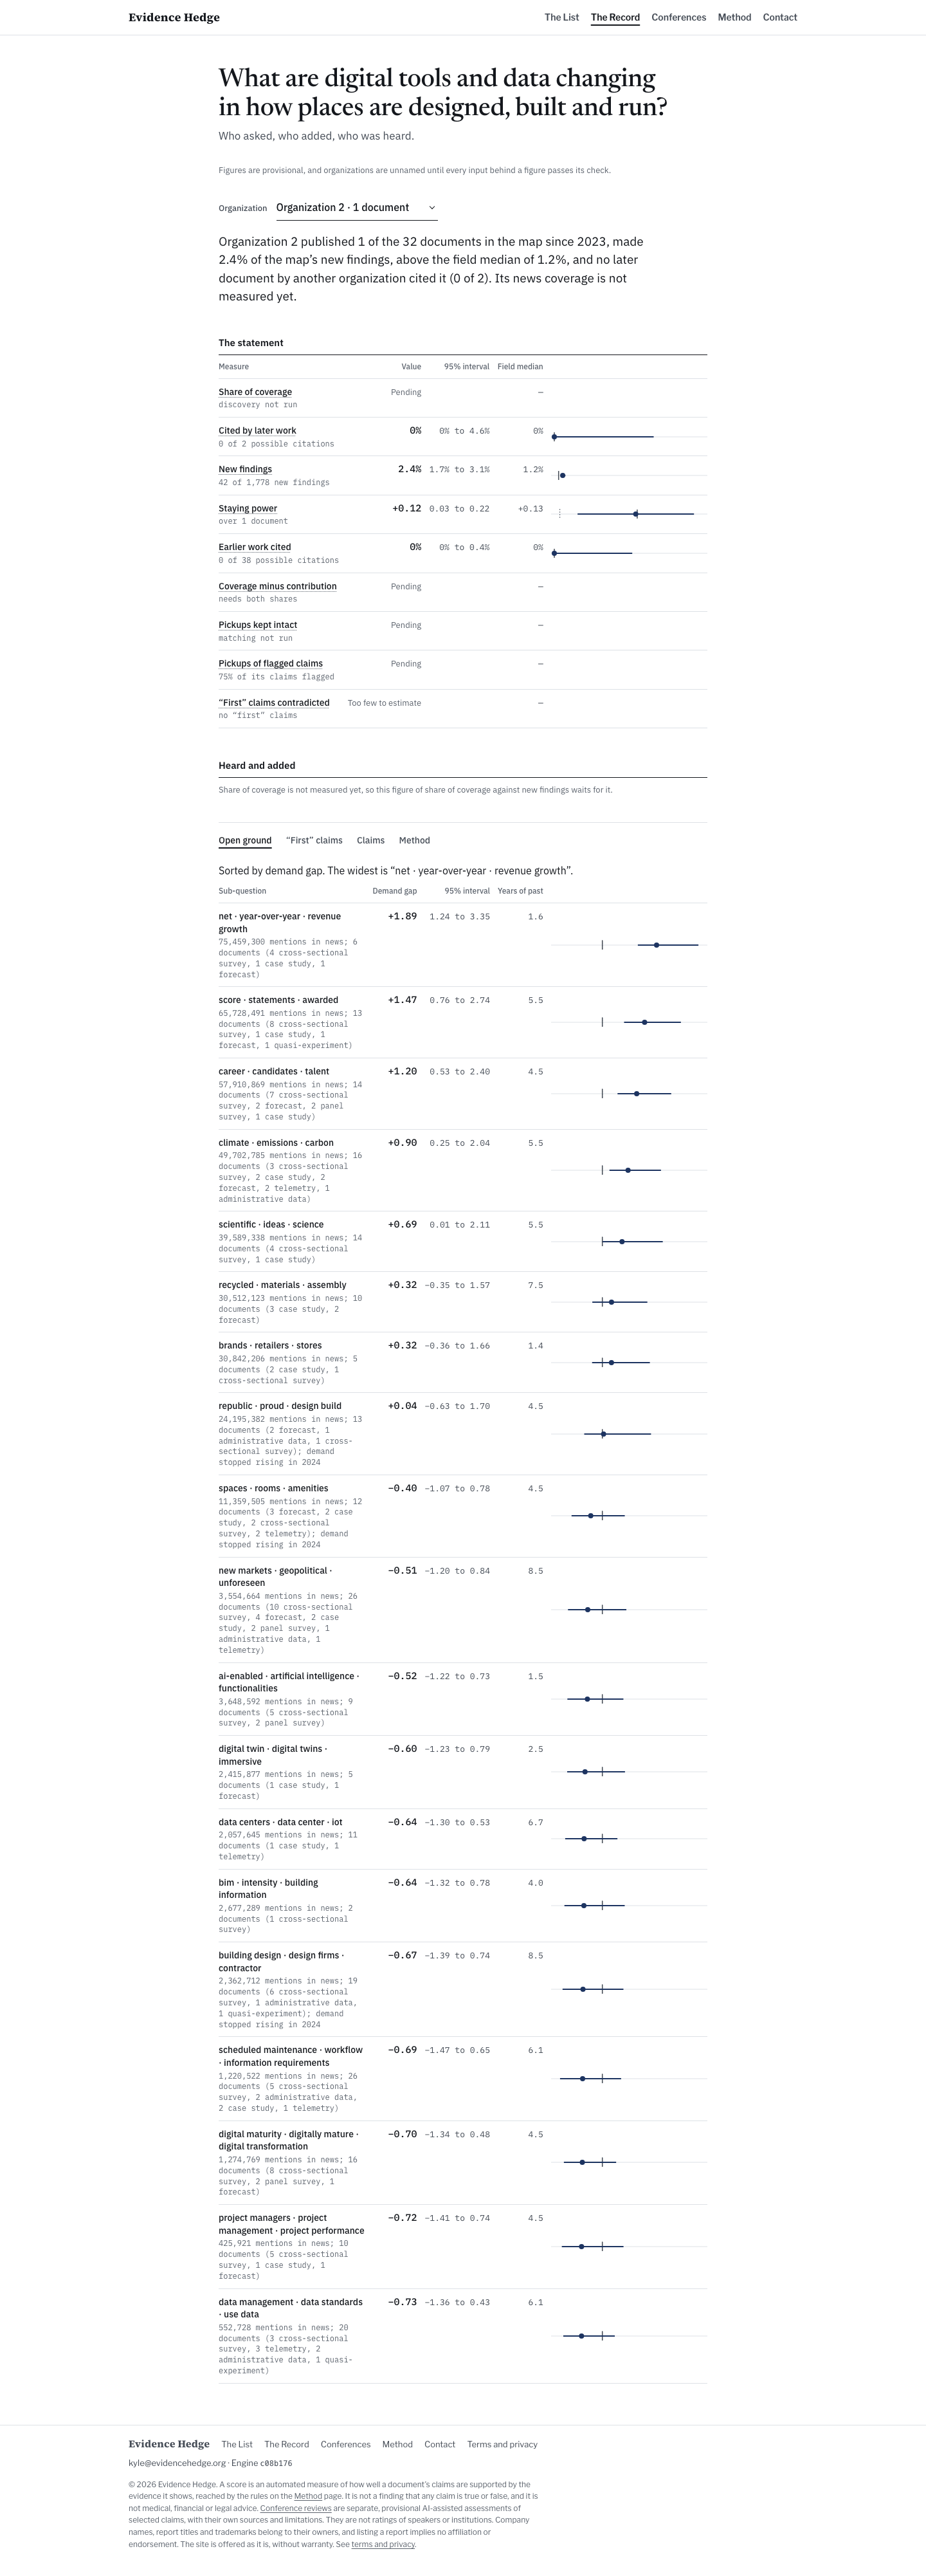 Evidence Hedge
The List The Record Conferences Method Contact
What are digital tools and data changing
in how places are designed, built and run?
Who asked, who added, who was heard.
Figures are provisional, and organizations are unnamed until every input behind a figure passes its check.
Organization Organization 2 · 1 document
Organization 2 published 1 of the 32 documents in the map since 2023, made
2.4% of the map's new findings, above the field median of 1.2%, and no later
document by another organization cited it (0 of 2). Its news coverage is not
measured yet.
The statement
Measure Value 95% interval Field median
Share of coverage Pending –
discovery not run
Cited by later work 0% 0% to 4.6% 0%
0 of 2 possible citations
New findings 2.4% 1.7% to 3.1% 1.2%
42 of 1,778 new findings
Staying power +0.12 0.03 to 0.22 +0.13
over 1 document
Earlier work cited 0% 0% to 0.4% 0%
0 of 38 possible citations
Coverage minus contribution Pending –
needs both shares
Pickups kept intact Pending –
matching not run
Pickups of flagged claims Pending –
75% of its claims flagged
“First” claims contradicted Too few to estimate –
no “first” claims
Heard and added
Share of coverage is not measured yet, so this figure of share of coverage against new findings waits for it.
Open ground “First” claims Claims Method
Sorted by demand gap. The widest is “net · year-over-year · revenue growth”.
Sub-question Demand gap 95% interval Years of past
net · year-over-year · revenue +1.89 1.24 to 3.35 1.6
growth
75,459,300 mentions in news; 6
documents (4 cross-sectional
survey, 1 case study, 1
forecast)
score · statements · awarded +1.47 0.76 to 2.74 5.5
65,728,491 mentions in news; 13
documents (8 cross-sectional
survey, 1 case study, 1
forecast, 1 quasi-experiment)
career · candidates · talent +1.20 0.53 to 2.40 4.5
57,910,869 mentions in news; 14
documents (7 cross-sectional
survey, 2 forecast, 2 panel
survey, 1 case study)
climate · emissions · carbon +0.90 0.25 to 2.04 5.5
49,702,785 mentions in news; 16
documents (3 cross-sectional
survey, 2 case study, 2
forecast, 2 telemetry, 1
administrative data)
scientific · ideas · science +0.69 0.01 to 2.11 5.5
39,589,338 mentions in news; 14
documents (4 cross-sectional
survey, 1 case study)
recycled · materials · assembly +0.32 −0.35 to 1.57 7.5
30,512,123 mentions in news; 10
documents (3 case study, 2
forecast)
brands · retailers · stores +0.32 −0.36 to 1.66 1.4
30,842,206 mentions in news; 5
documents (2 case study, 1
cross-sectional survey)
republic · proud · design build +0.04 −0.63 to 1.70 4.5
24,195,382 mentions in news; 13
documents (2 forecast, 1
administrative data, 1 cross-
sectional survey); demand
stopped rising in 2024
spaces · rooms · amenities −0.40 −1.07 to 0.78 4.5
11,359,505 mentions in news; 12
documents (3 forecast, 2 case
study, 2 cross-sectional
survey, 2 telemetry); demand
stopped rising in 2024
new markets · geopolitical · −0.51 −1.20 to 0.84 8.5
unforeseen
3,554,664 mentions in news; 26
documents (10 cross-sectional
survey, 4 forecast, 2 case
study, 2 panel survey, 1
administrative data, 1
telemetry)
ai-enabled · artificial intelligence · −0.52 −1.22 to 0.73 1.5
functionalities
3,648,592 mentions in news; 9
documents (5 cross-sectional
survey, 2 panel survey)
digital twin · digital twins · −0.60 −1.23 to 0.79 2.5
immersive
2,415,877 mentions in news; 5
documents (1 case study, 1
forecast)
data centers · data center · iot −0.64 −1.30 to 0.53 6.7
2,057,645 mentions in news; 11
documents (1 case study, 1
telemetry)
bim · intensity · building −0.64 −1.32 to 0.78 4.0
information
2,677,289 mentions in news; 2
documents (1 cross-sectional
survey)
building design · design firms · −0.67 −1.39 to 0.74 8.5
contractor
2,362,712 mentions in news; 19
documents (6 cross-sectional
survey, 1 administrative data,
1 quasi-experiment); demand
stopped rising in 2024
scheduled maintenance · workflow −0.69 −1.47 to 0.65 6.1
· information requirements
1,220,522 mentions in news; 26
documents (5 cross-sectional
survey, 2 administrative data,
2 case study, 1 telemetry)
digital maturity · digitally mature · −0.70 −1.34 to 0.48 4.5
digital transformation
1,274,769 mentions in news; 16
documents (8 cross-sectional
survey, 2 panel survey, 1
forecast)
project managers · project −0.72 −1.41 to 0.74 4.5
management · project performance
425,921 mentions in news; 10
documents (5 cross-sectional
survey, 1 case study, 1
forecast)
data management · data standards −0.73 −1.36 to 0.43 6.1
· use data
552,728 mentions in news; 20
documents (3 cross-sectional
survey, 3 telemetry, 2
administrative data, 1 quasi-
experiment)
Evidence Hedge The List The Record Conferences Method Contact Terms and privacy
kyle@evidencehedge.org · Engine c08b176
© 2026 Evidence Hedge. A score is an automated measure of how well a document's claims are supported by the
evidence it shows, reached by the rules on the Method page. It is not a finding that any claim is true or false, and it is
not medical, financial or legal advice. Conference reviews are separate, provisional AI-assisted assessments of
selected claims, with their own sources and limitations. They are not ratings of speakers or institutions. Company
names, report titles and trademarks belong to their owners, and listing a report implies no affiliation or
endorsement. The site is offered as it is, without warranty. See terms and privacy.